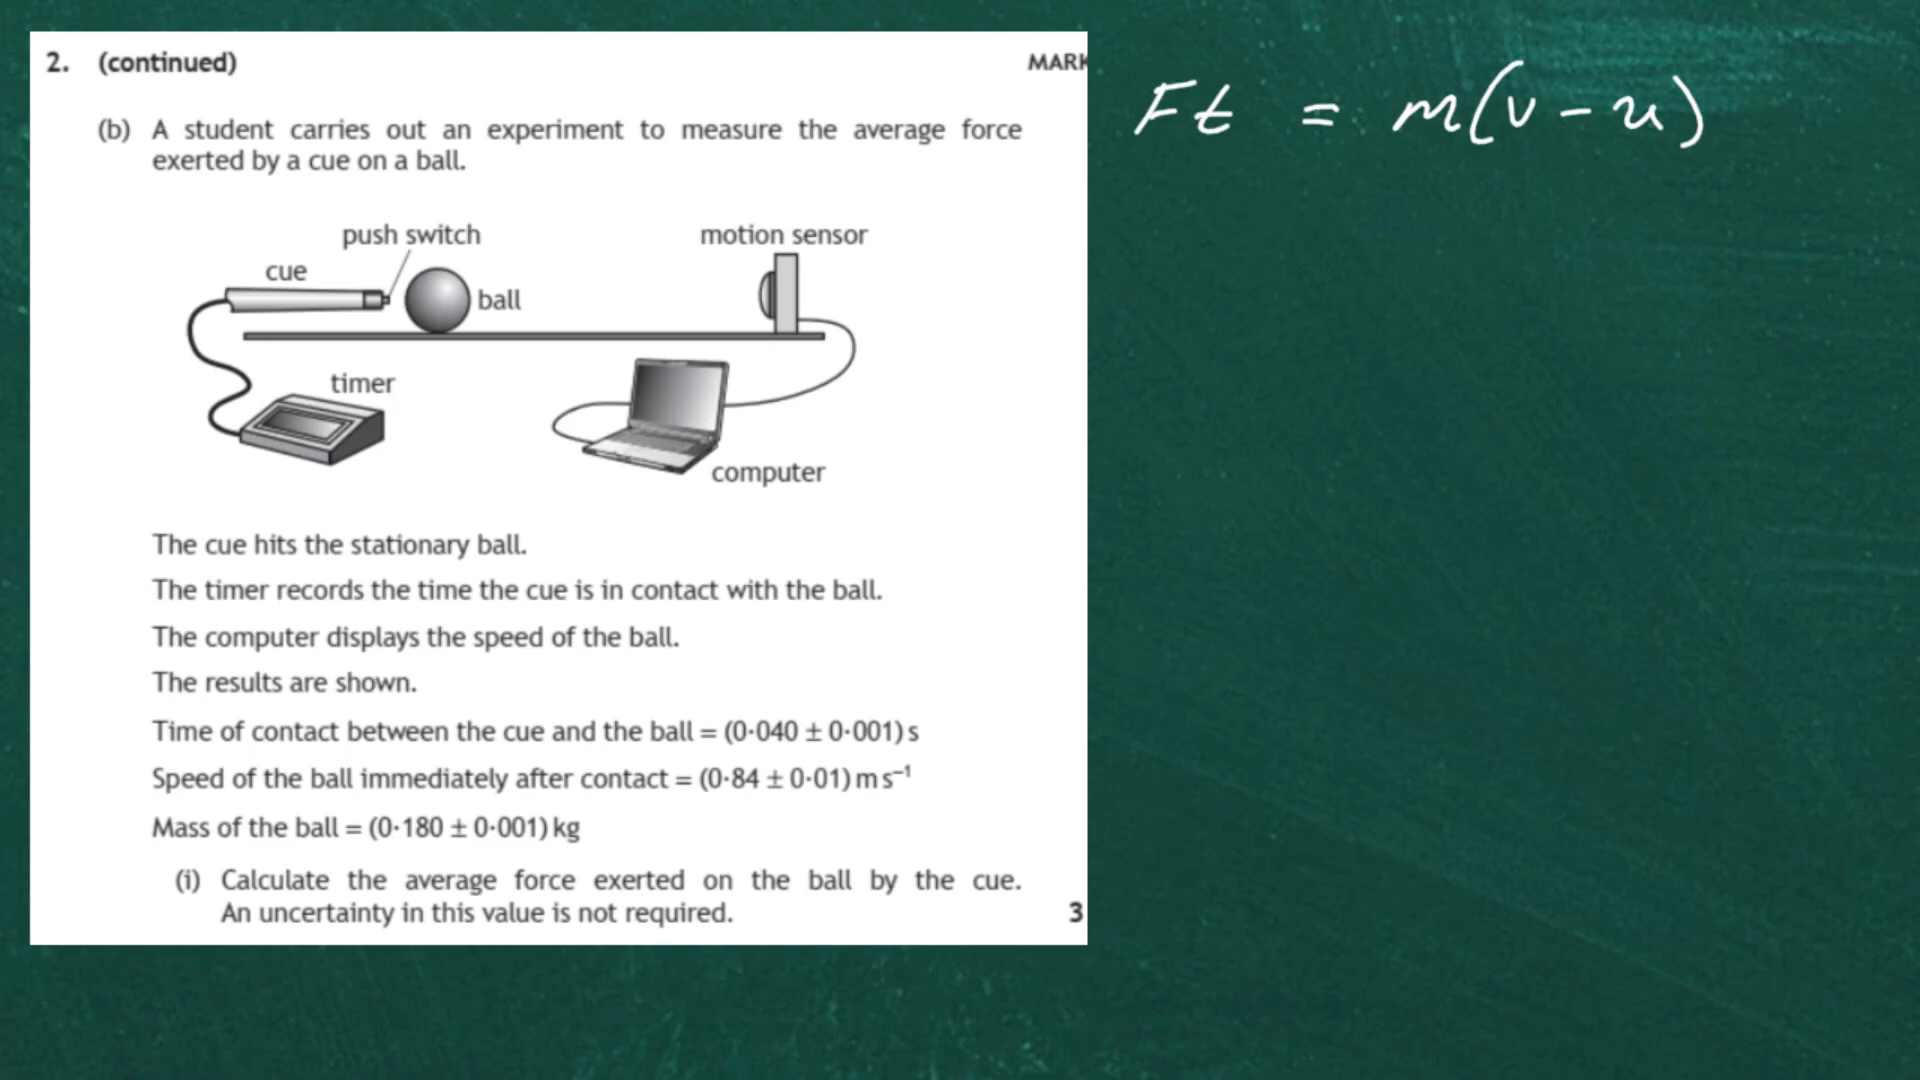 2. (continued)
MARK
Ft = m(v - u)
(b) A student carries out an experiment to measure the average force
exerted by a cue on a ball.
push switch
motion sensor
cue
ball
timer
computer
The cue hits the stationary ball.
The timer records the time the cue is in contact with the ball.
The computer displays the speed of the ball.
The results are shown.
Time of contact between the cue and the ball = (0·040 ± 0·001) s
Speed of the ball immediately after contact = (0·84 ± 0·01) m s⁻¹
Mass of the ball = (0·180 ± 0·001) kg
(i) Calculate the average force exerted on the ball by the cue.
An uncertainty in this value is not required.
3